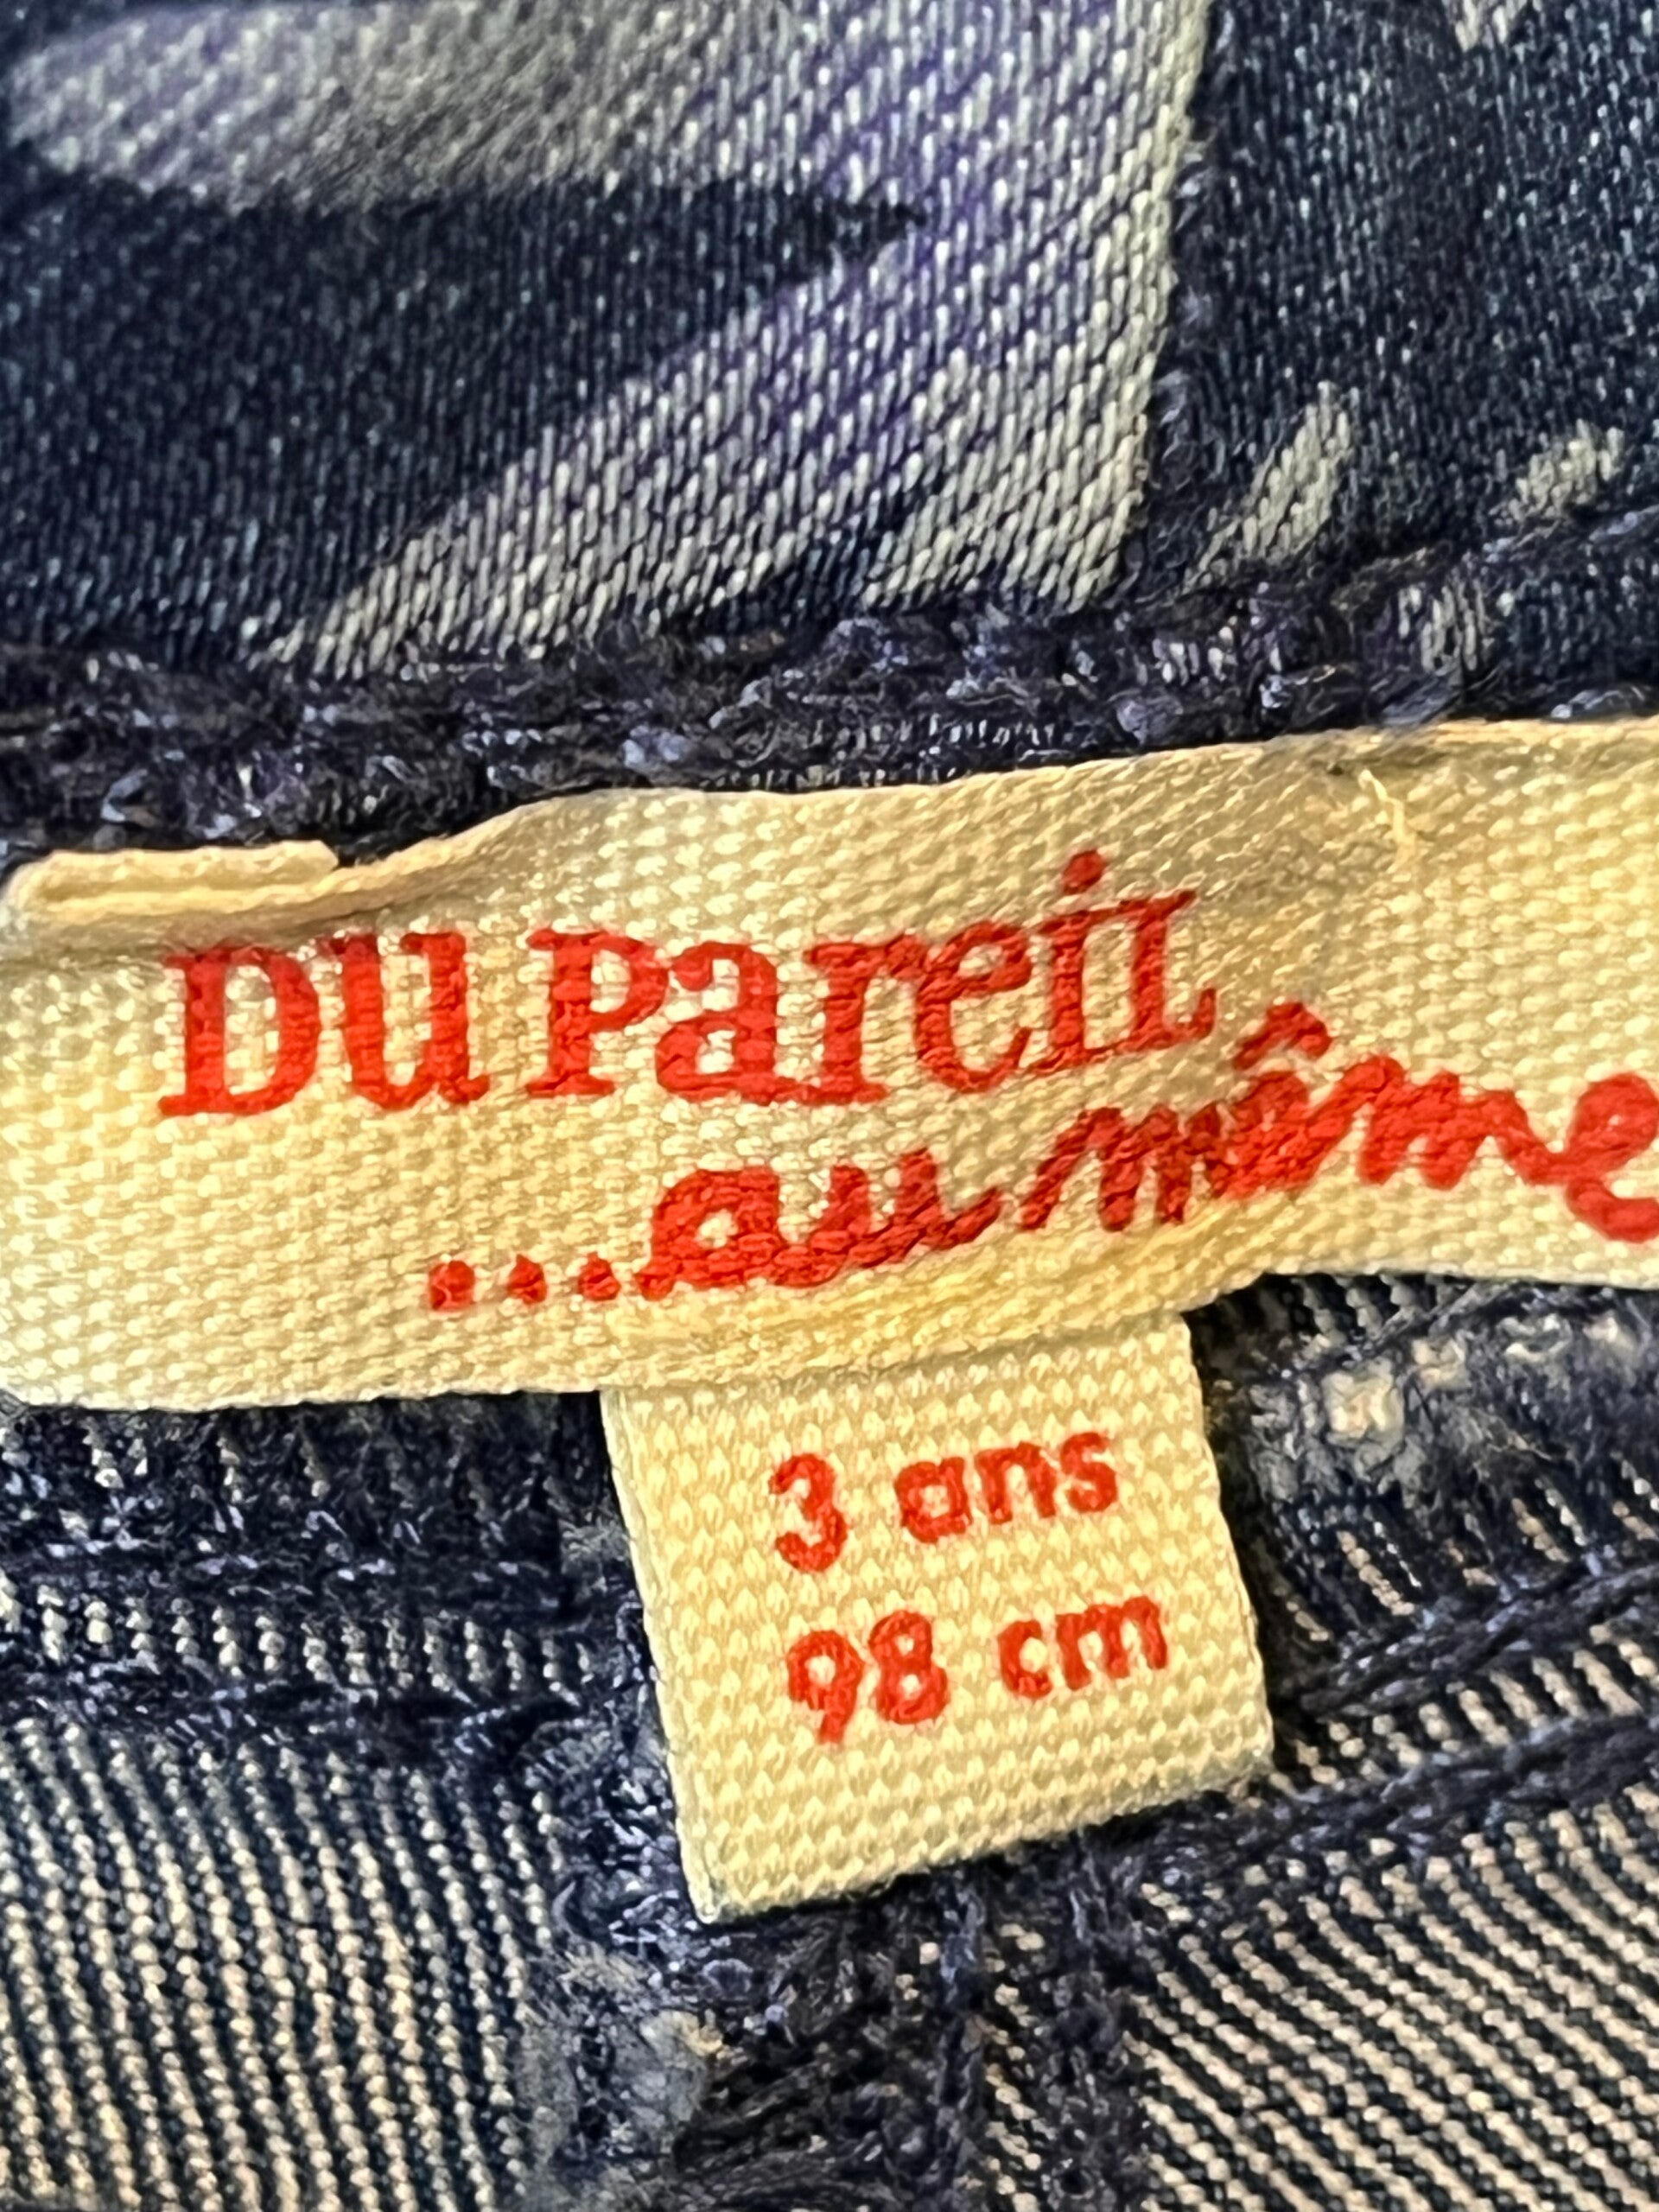 DU Pareil
...au même
3 ans
98 cm